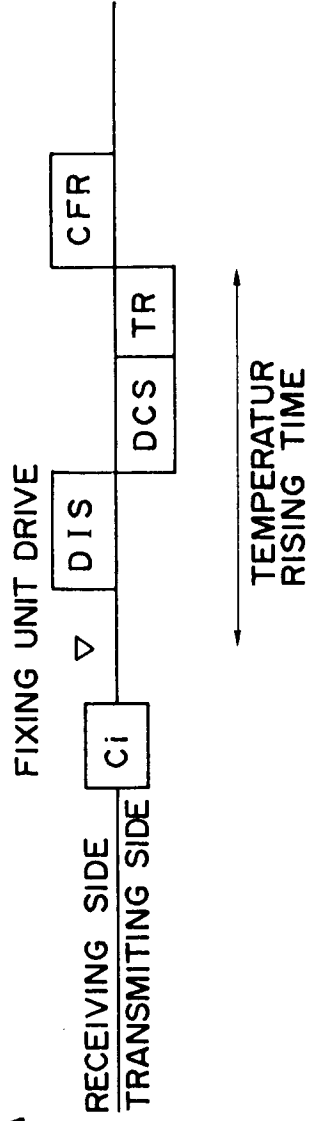 FIXING UNIT DRIVE
RECEIVING SIDE
TRANSMITING SIDE
Ci
DIS
DCS
TR
CFR
TEMPERATUR
RISING TIME